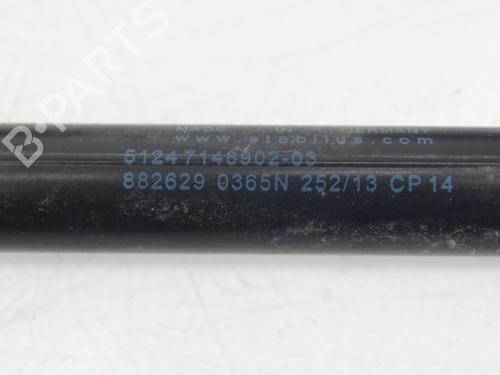 MADE IN GERMANY
www.stabilus.com
51247148902-03
882629 0365N 252/13 CP14
B-PARTS